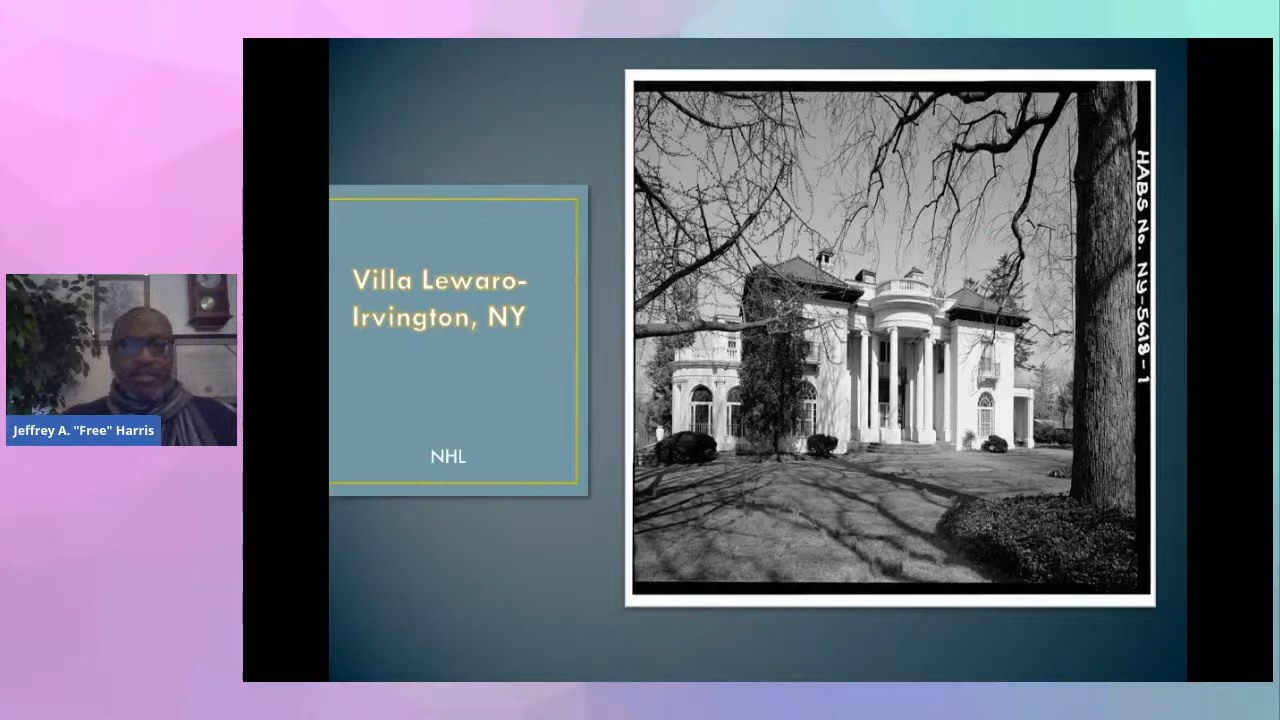 Villa Lewaro-
Irvington, NY
NHL
HABS No. NY-5618-1
Jeffrey A. "Free" Harris